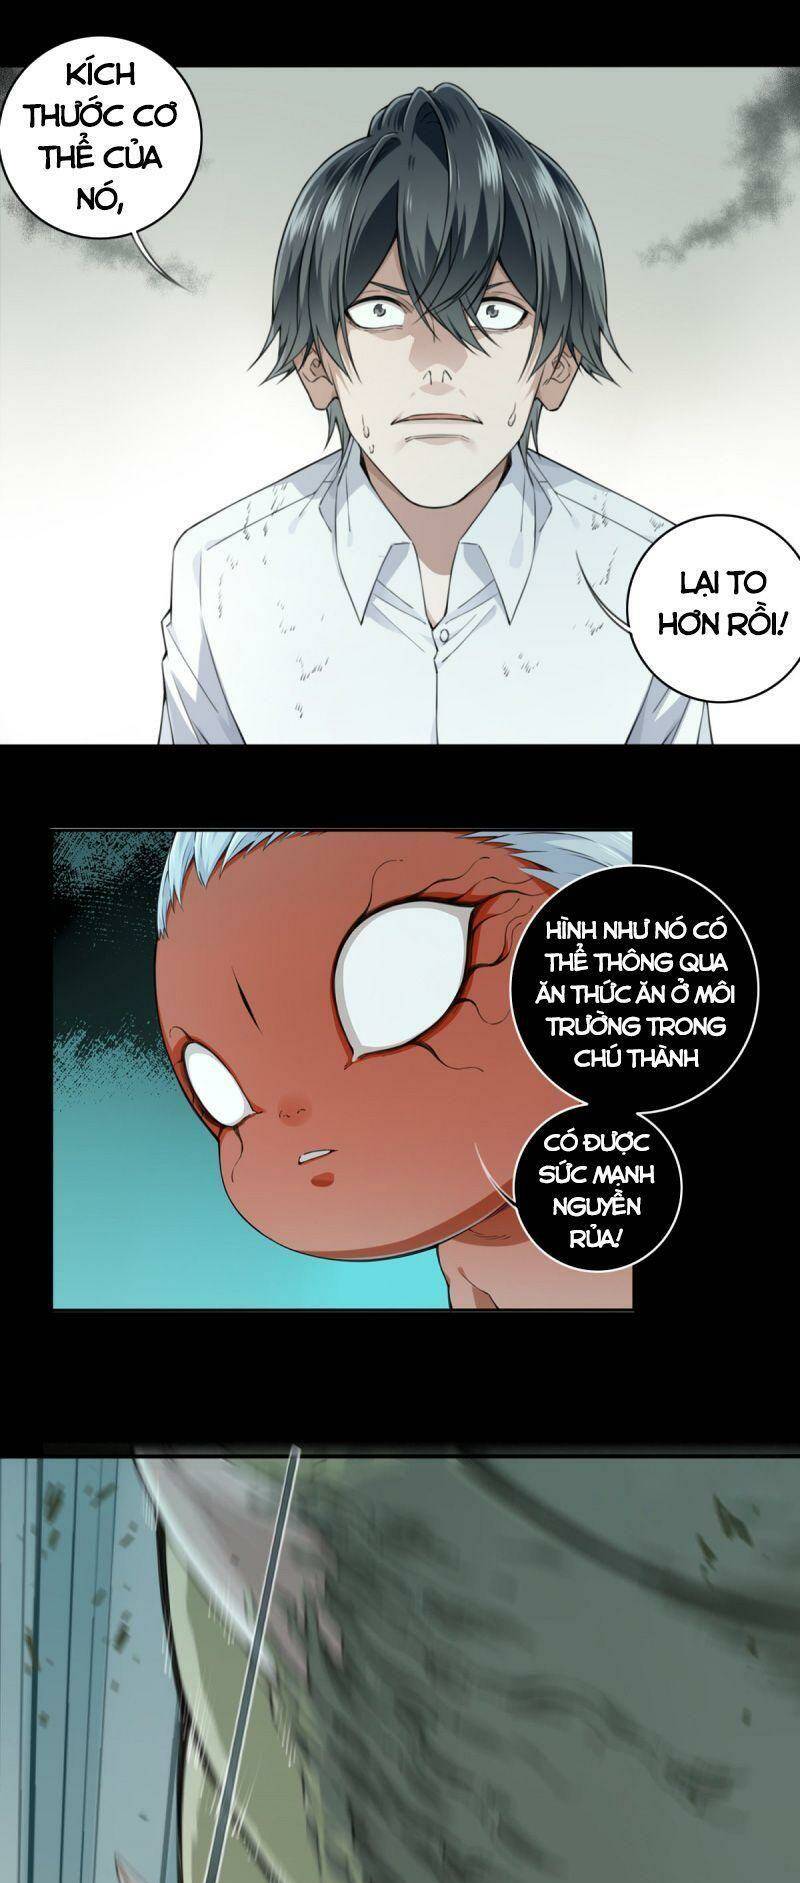 KÍCH
THƯỚC CƠ
THỂ CỦA
NÓ,
LẠI TO
HƠN RỒI!
HÌNH NHƯ NÓ CÓ
THỂ THÔNG QUA
ĂN THỨC ĂN Ở MÔI
TRƯỜNG TRONG
CHÚ THÀNH
CÓ ĐƯỢC
SỨC MẠNH
NGUYỀN
RỦA!